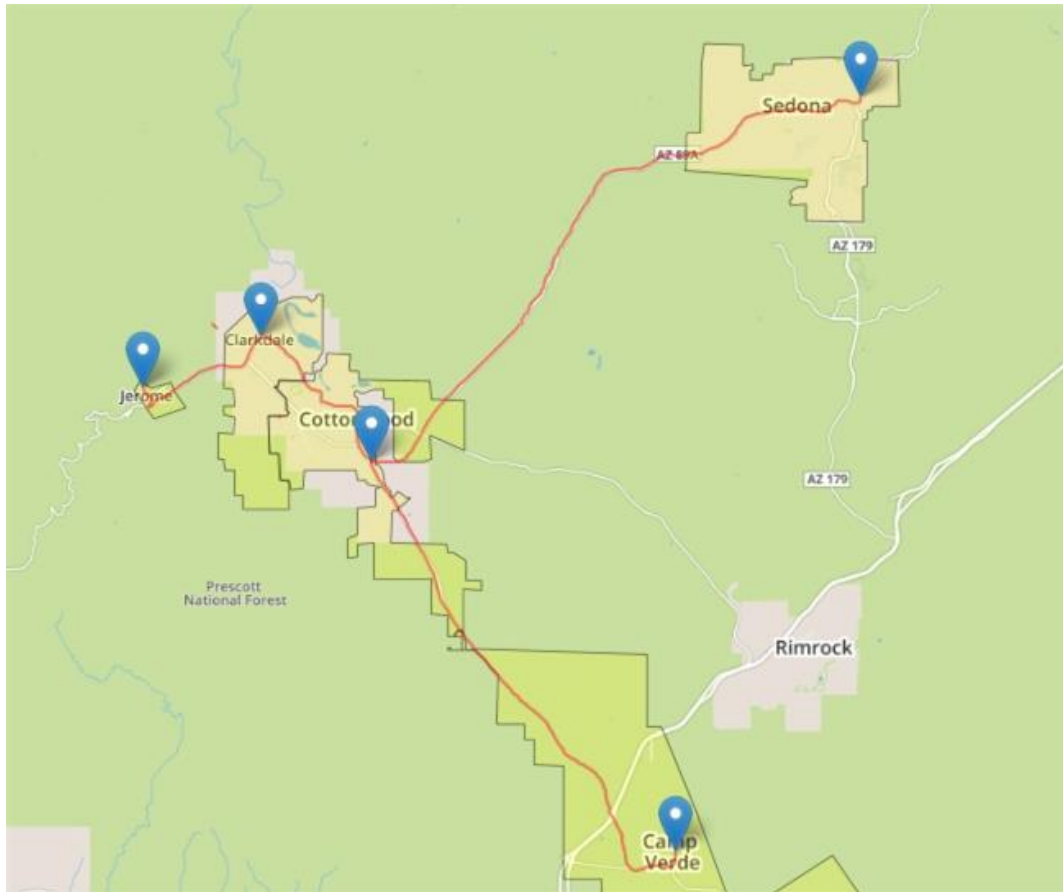 Sedona
AZ 89A
AZ 179
Clarkdale
Jerome
Cottonwood
AZ 179
Prescott
National Forest
Rimrock
Camp
Verde